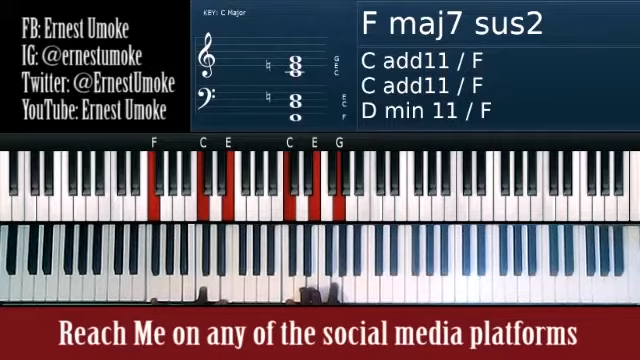 FB: Ernest Umoke
IG: @ernestumoke
Twitter: @ErnestUmoke
YouTube: Ernest Umoke
KEY: C Major
G
E
C
E
C
F
F maj7 sus2
C add11 / F
C add11 / F
D min 11 / F
F C E C E G
Reach Me on any of the social media platforms